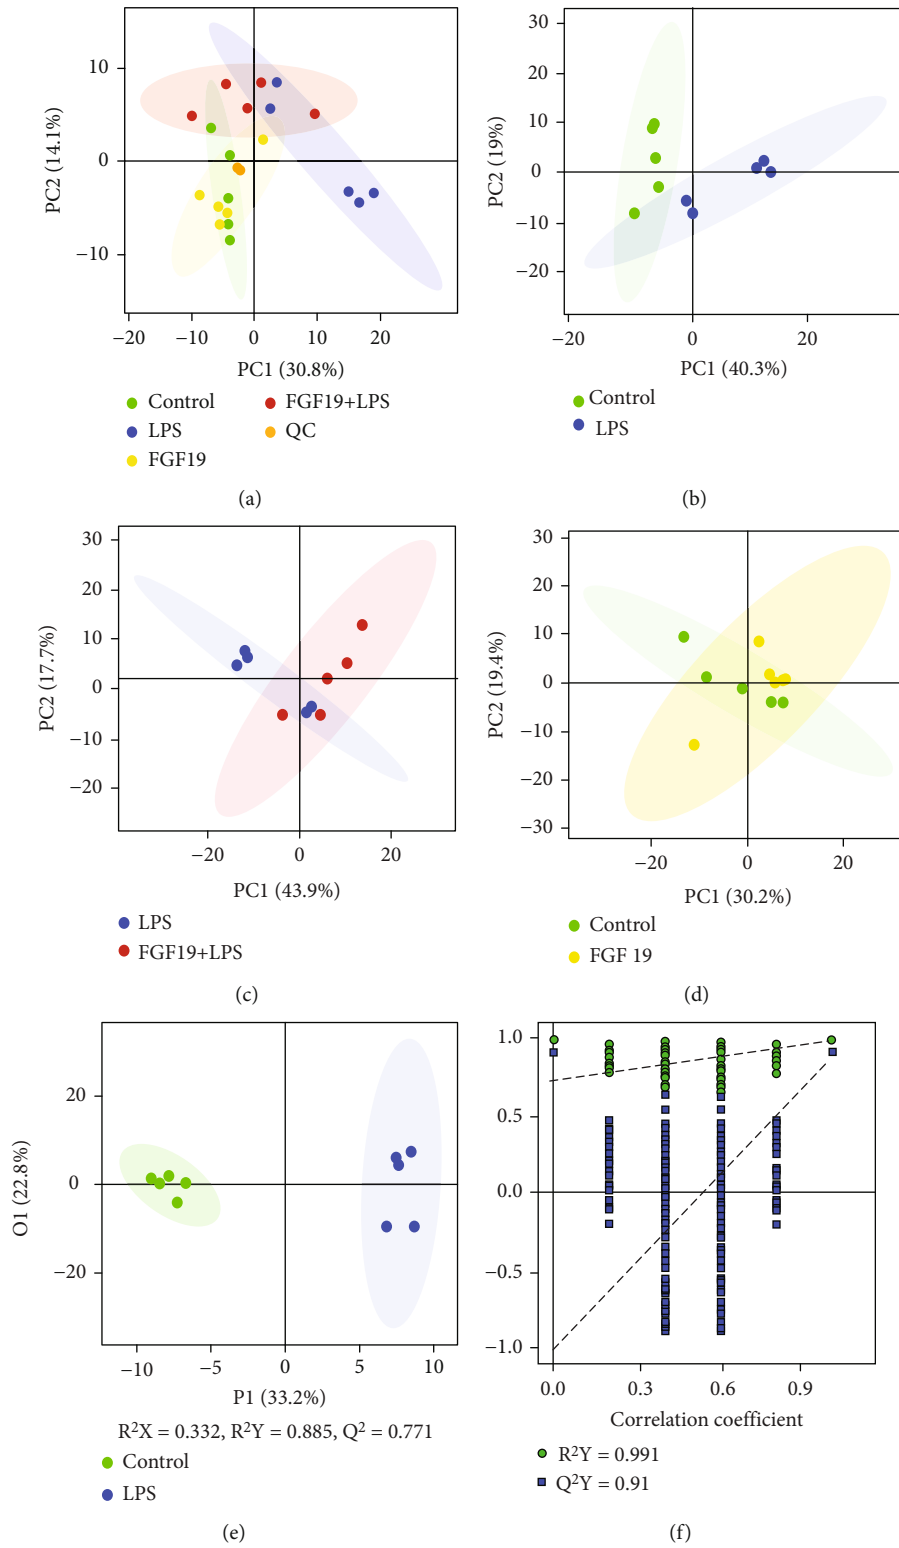 10
0
−10
PC2 (14.1%)
−20
−10
0
10
20
PC1 (30.8%)
Control
FGF19+LPS
LPS
QC
FGF19
(a)
30
20
10
0
−10
−20
PC2 (19%)
−20
0
20
PC1 (40.3%)
Control
LPS
(b)
30
20
10
0
−10
−20
PC2 (17.7%)
−20
0
20
PC1 (43.9%)
LPS
FGF19+LPS
(c)
30
20
10
0
−10
−20
−30
PC2 (19.4%)
−20
0
20
PC1 (30.2%)
Control
FGF 19
(d)
20
0
−20
O1 (22.8%)
−10
−5
0
5
10
P1 (33.2%)
R²X = 0.332, R²Y = 0.885, Q² = 0.771
Control
LPS
(e)
1.0
0.5
0.0
−0.5
−1.0
0.0
0.3
0.6
0.9
Correlation coefficient
R²Y = 0.991
Q²Y = 0.91
(f)